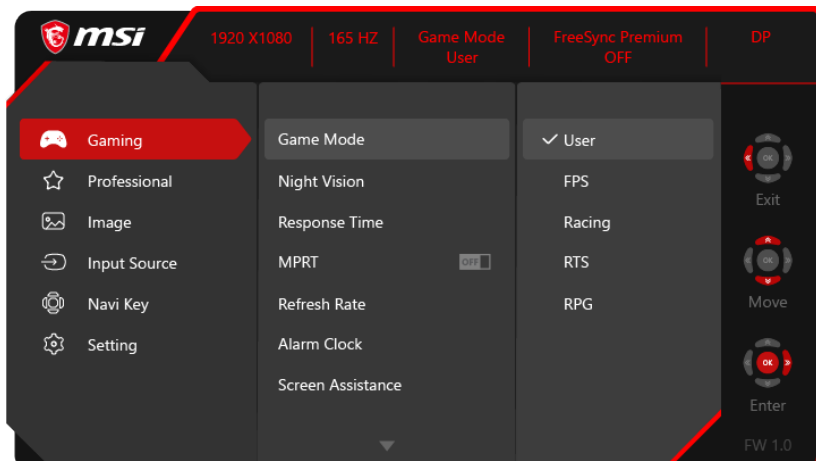 msi
1920 X1080
165 HZ
Game Mode
User
FreeSync Premium
OFF
DP
Gaming
Professional
Image
Input Source
Navi Key
Setting
Game Mode
Night Vision
Response Time
MPRT
OFF
Refresh Rate
Alarm Clock
Screen Assistance
User
FPS
Racing
RTS
RPG
OK
Exit
OK
Move
OK
Enter
FW 1.0